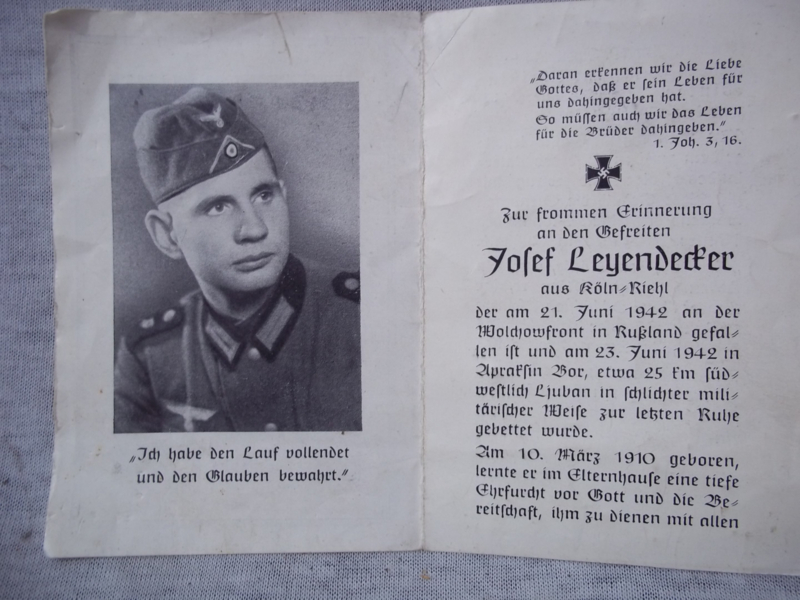 „Ich habe den Lauf vollendet
und den Glauben bewahrt."
„Daran erkennen wir die Liebe
Gottes, daß er sein Leben für
uns dahingegeben hat.
So müssen auch wir das Leben
für die Brüder dahingeben."
1. Joh. 3, 16.
Zur frommen Erinnerung
an den Gefreiten
Josef Leyendecker
aus Köln-Riehl
der am 21. Juni 1942 an der
Wolchowfront in Rußland gefal-
len ist und am 23. Juni 1942 in
Apraksin Bor, etwa 25 km süd-
westlich Ljuban in schlichter mili-
tärischer Weise zur letzten Ruhe
gebettet wurde.
Am 10. März 1910 geboren,
lernte er im Elternhause eine tiefe
Ehrfurcht vor Gott und die Be-
reitschaft, ihm zu dienen mit allen